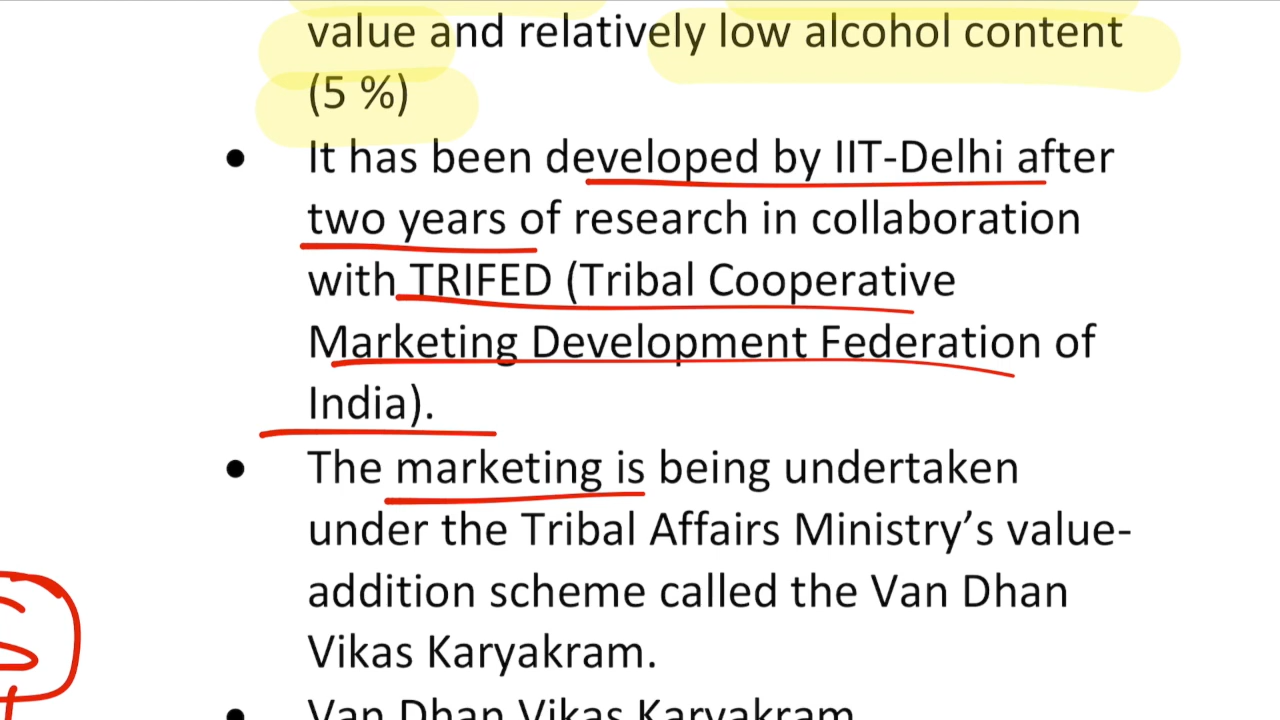 value and relatively low alcohol content
(5 %)
• It has been developed by IIT-Delhi after
two years of research in collaboration
with TRIFED (Tribal Cooperative
Marketing Development Federation of
India).
• The marketing is being undertaken
under the Tribal Affairs Ministry’s value-
addition scheme called the Van Dhan
Vikas Karyakram.
• Van Dhan Vikas Karyakram